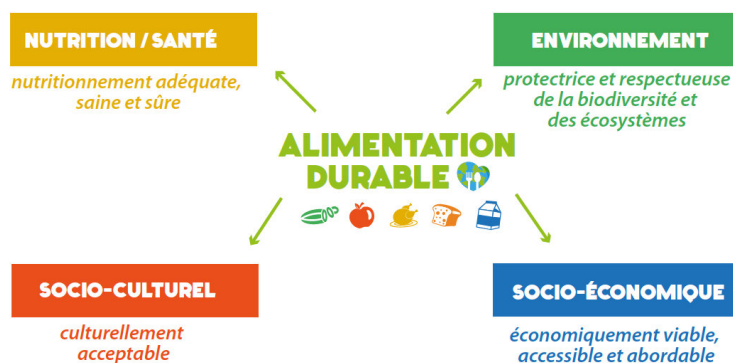 NUTRITION / SANTÉ
nutritionnement adéquate,
saine et sûre
ENVIRONNEMENT
protectrice et respectueuse
de la biodiversité et
des écosystèmes
ALIMENTATION
DURABLE
SOCIO-CULTUREL
culturellement
acceptable
SOCIO-ÉCONOMIQUE
économiquement viable,
accessible et abordable